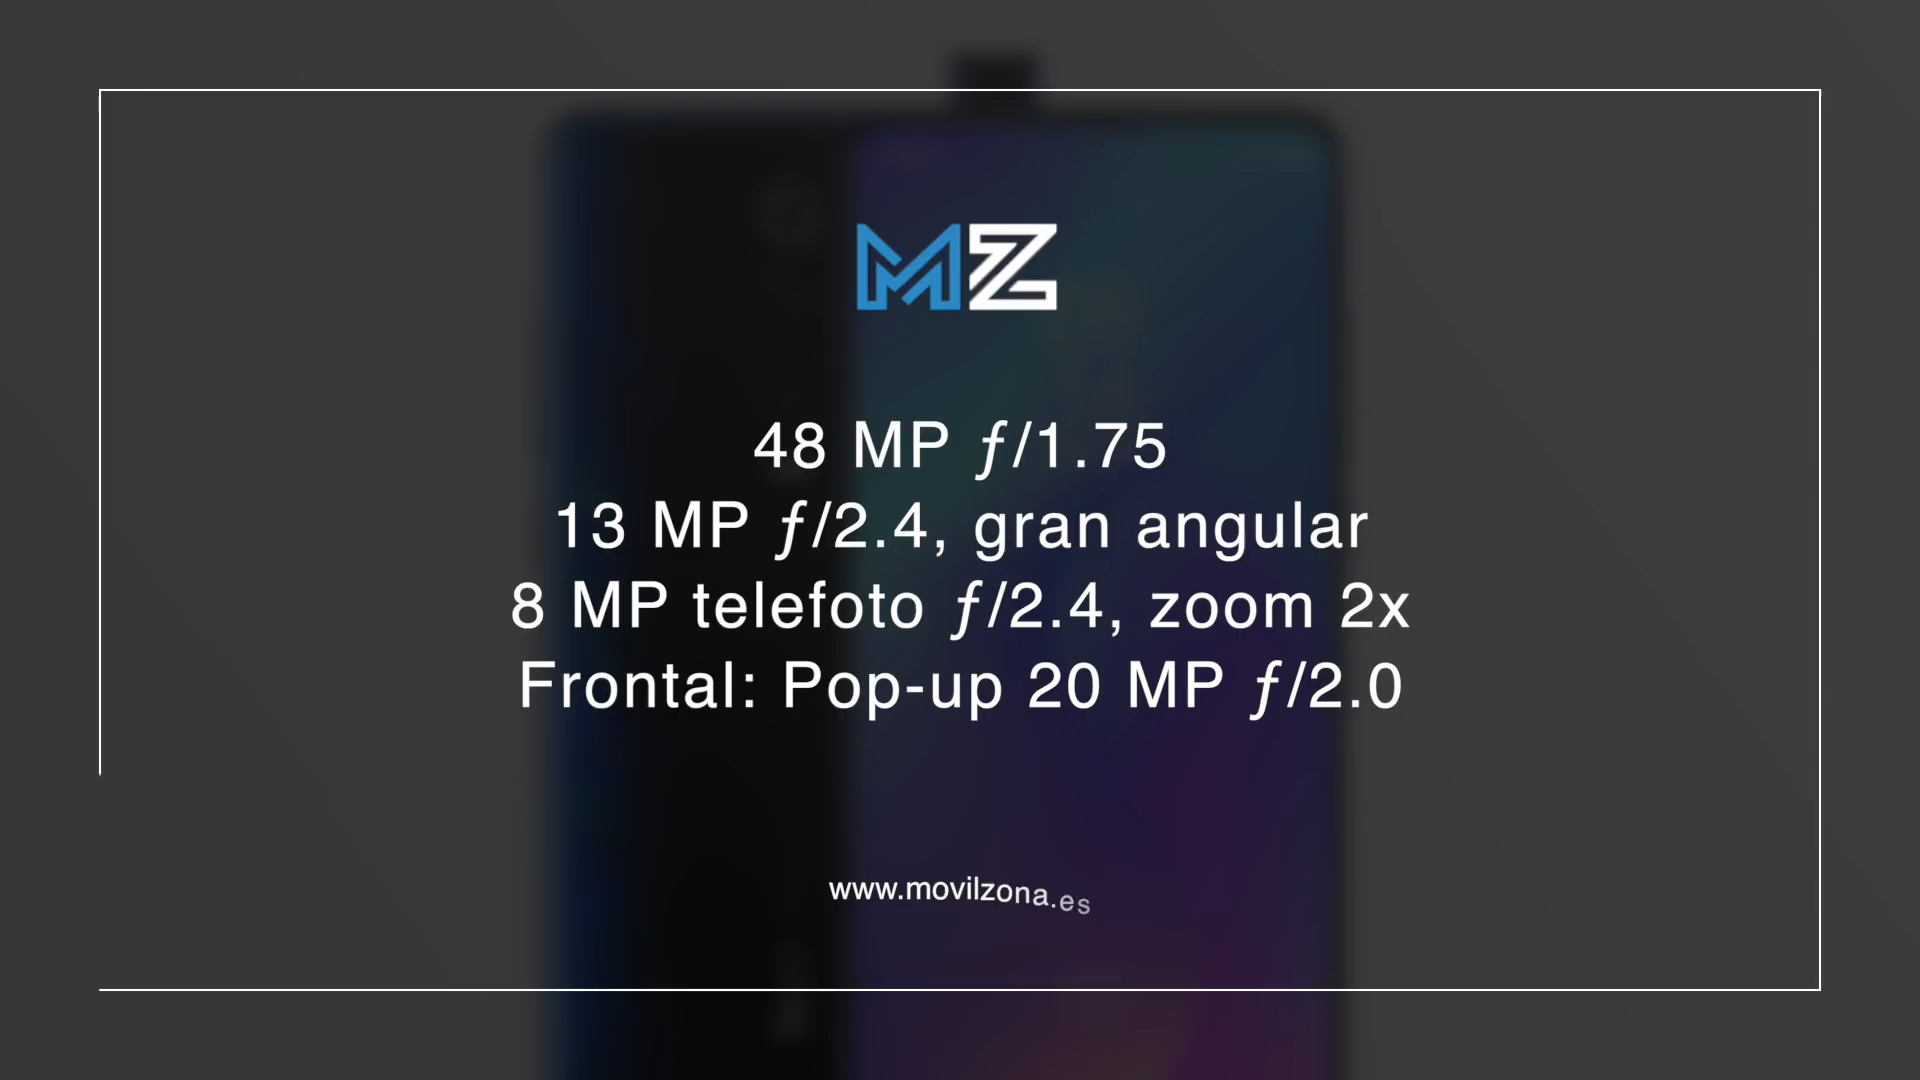 MZ
48 MP ƒ/1.75
13 MP ƒ/2.4, gran angular
8 MP telefoto ƒ/2.4, zoom 2x
Frontal: Pop-up 20 MP ƒ/2.0
www.movilzona.es